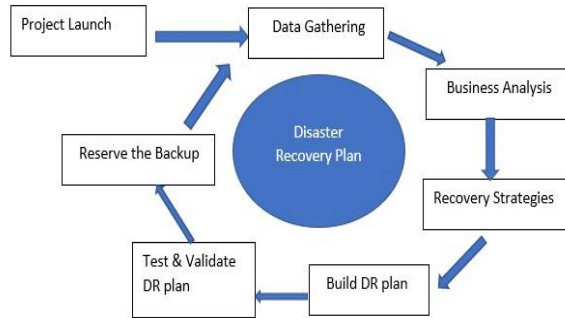 Project Launch
Data Gathering
Business Analysis
Recovery Strategies
Build DR plan
Test & Validate
DR plan
Reserve the Backup
Disaster
Recovery Plan